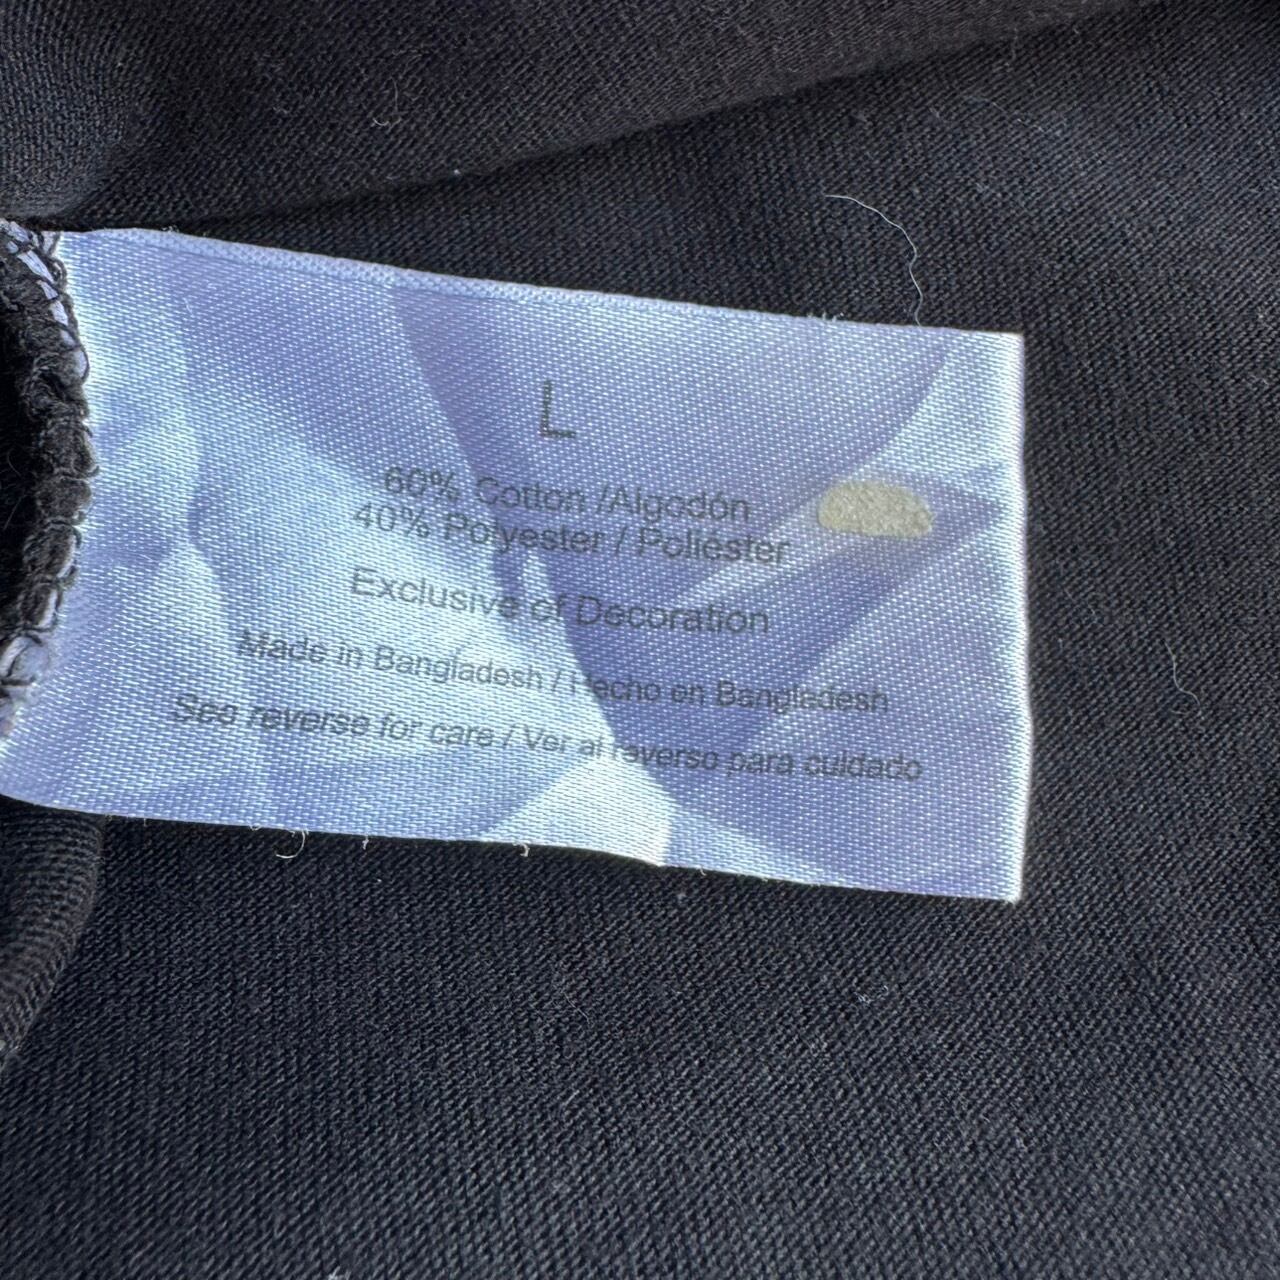 L
60% Cotton /Algodón
40% Polyester / Poliéster
Exclusive of Decoration
Made in Bangladesh / Hecho en Bangladesh
See reverse for care / Ver al reverso para cuidado